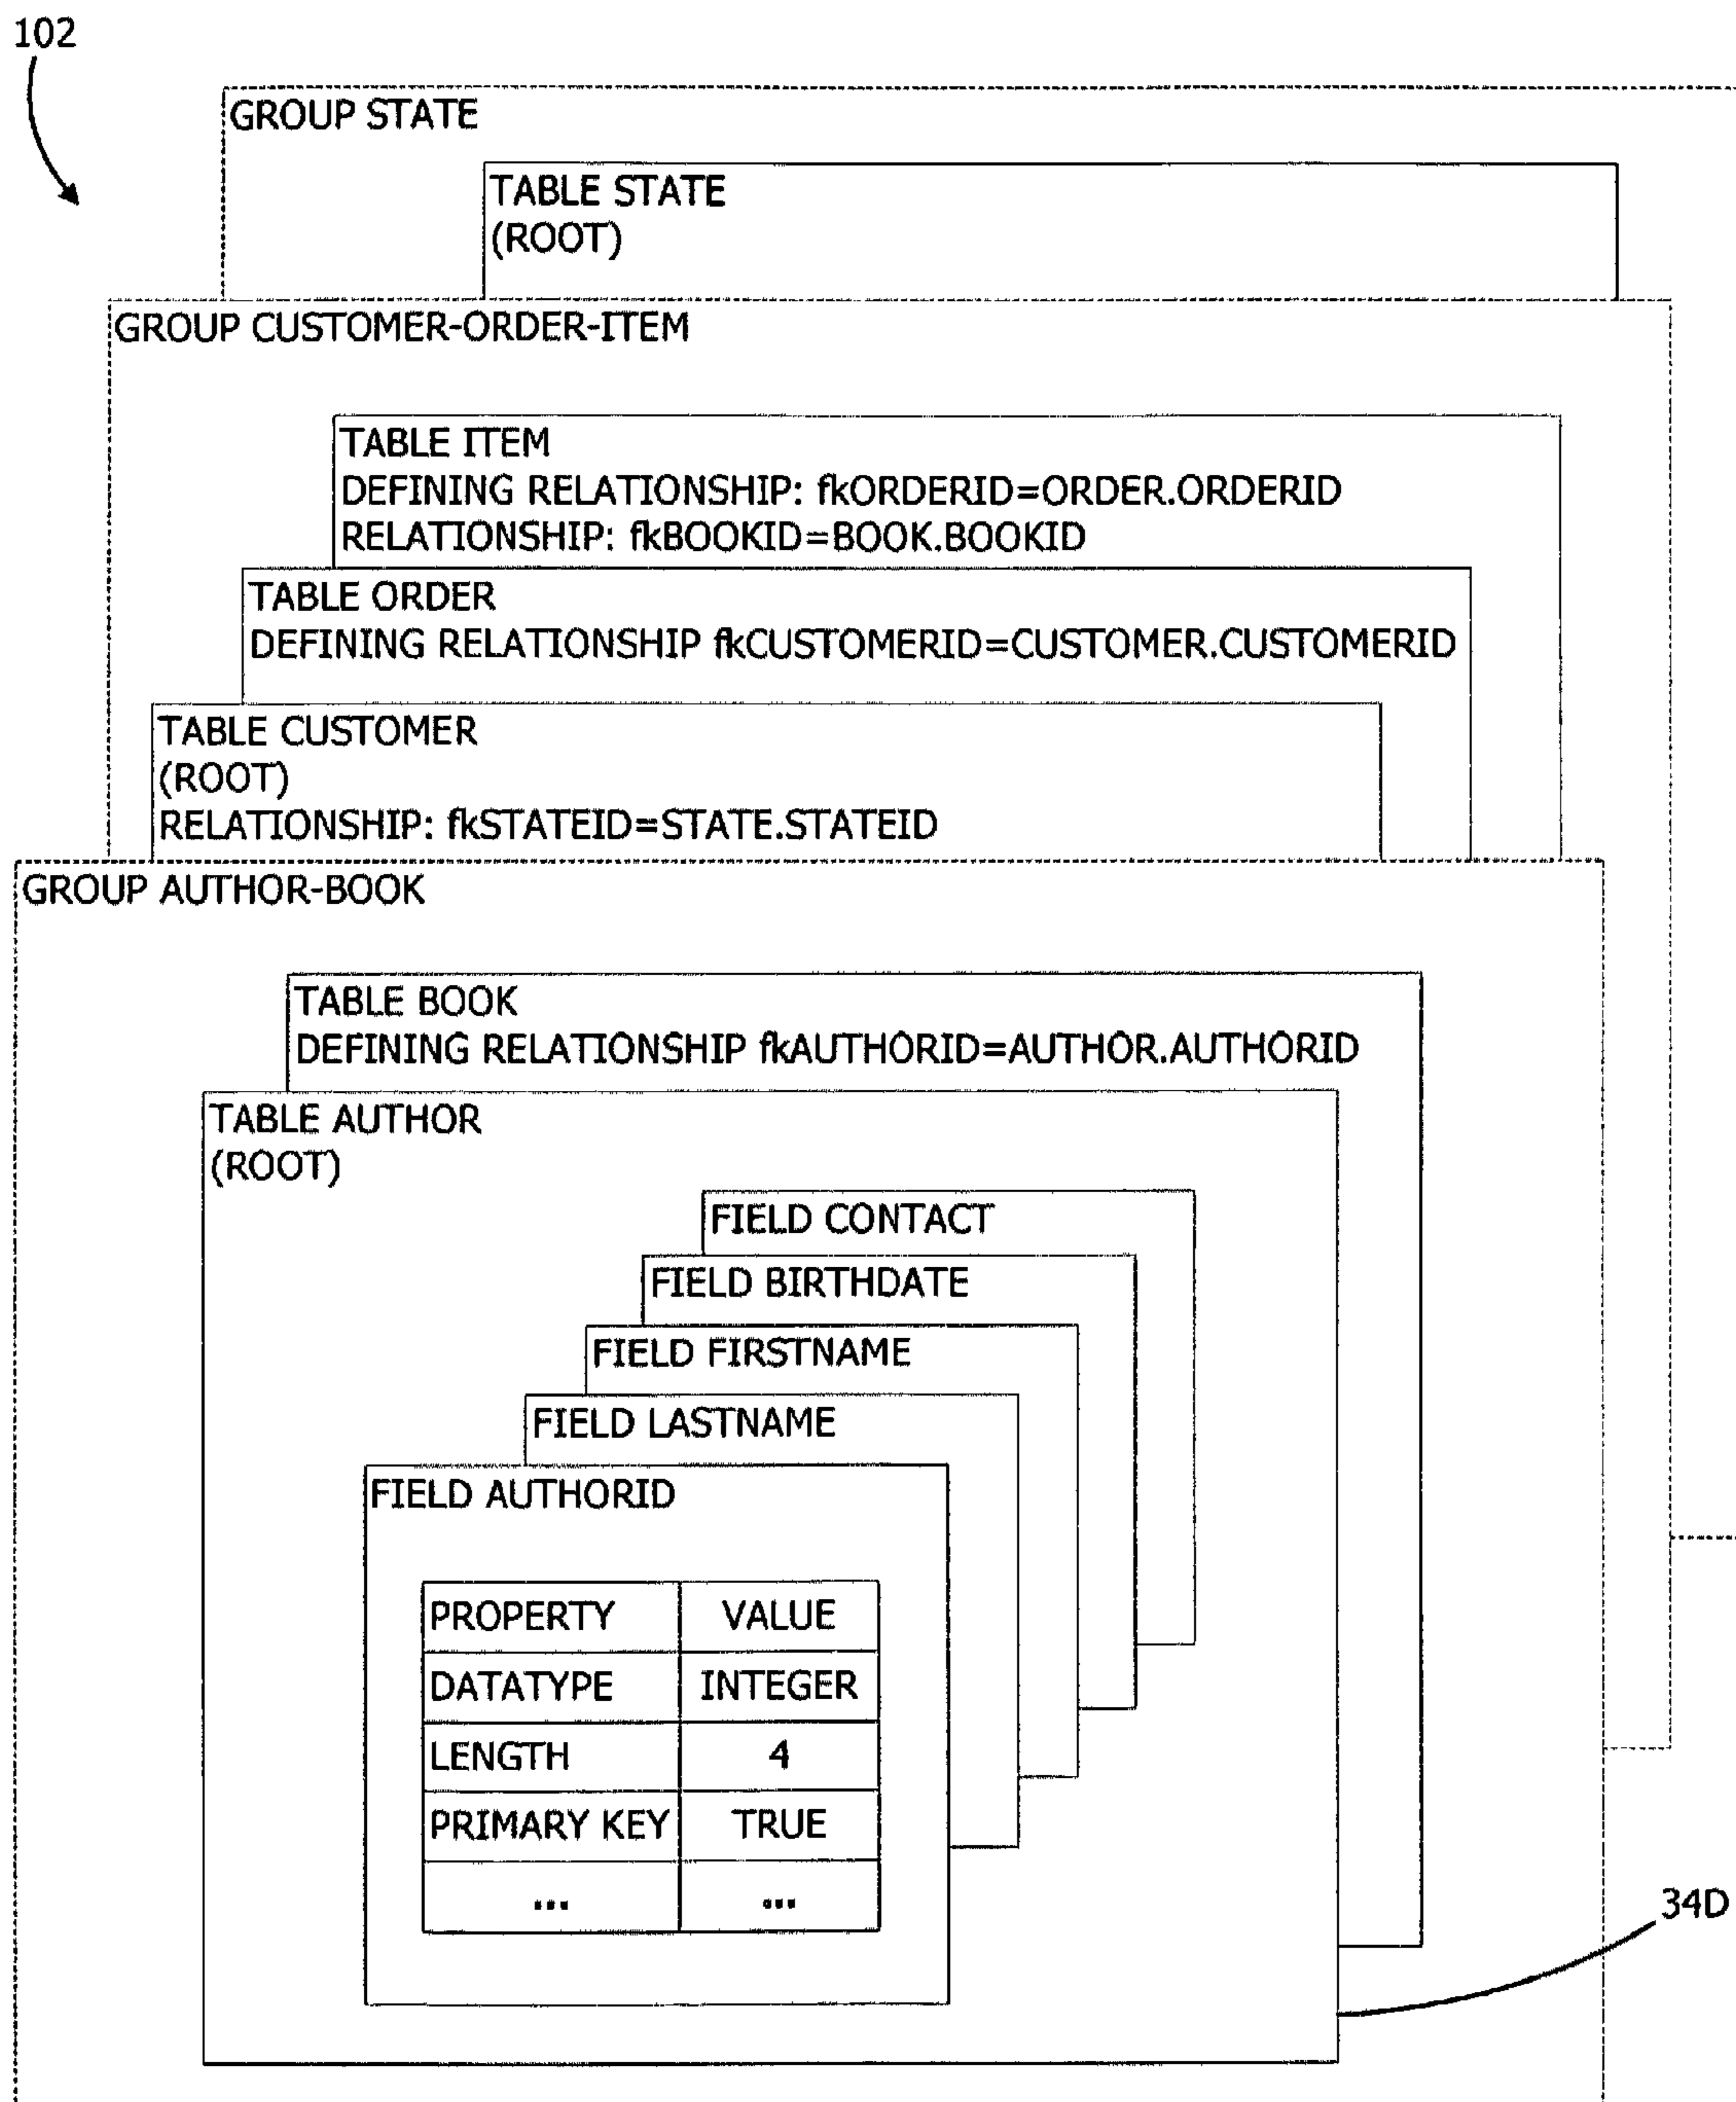 102
GROUP STATE
TABLE STATE
(ROOT)
GROUP CUSTOMER-ORDER-ITEM
TABLE ITEM
DEFINING RELATIONSHIP: fkORDERID=ORDER.ORDERID
RELATIONSHIP: fkBOOKID=BOOK.BOOKID
TABLE ORDER
DEFINING RELATIONSHIP fkCUSTOMERID=CUSTOMER.CUSTOMERID
TABLE CUSTOMER
(ROOT)
RELATIONSHIP: fkSTATEID=STATE.STATEID
GROUP AUTHOR-BOOK
TABLE BOOK
DEFINING RELATIONSHIP fkAUTHORID=AUTHOR.AUTHORID
TABLE AUTHOR
(ROOT)
FIELD CONTACT
FIELD BIRTHDATE
FIELD FIRSTNAME
FIELD LASTNAME
FIELD AUTHORID
PROPERTY VALUE
DATATYPE INTEGER
LENGTH 4
PRIMARY KEY TRUE
... ...
34D